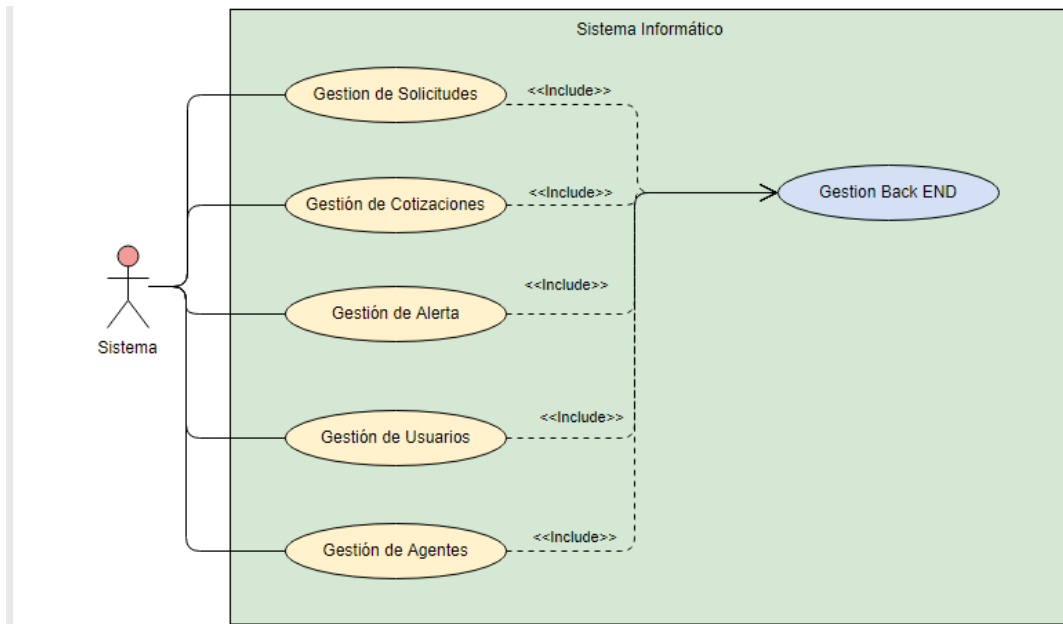 Sistema Informático
Gestion de Solicitudes
<<Include>>
Gestión de Cotizaciones
<<Include>>
Gestion Back END
Gestión de Alerta
<<Include>>
Sistema
Gestión de Usuarios
<<Include>>
Gestión de Agentes
<<Include>>